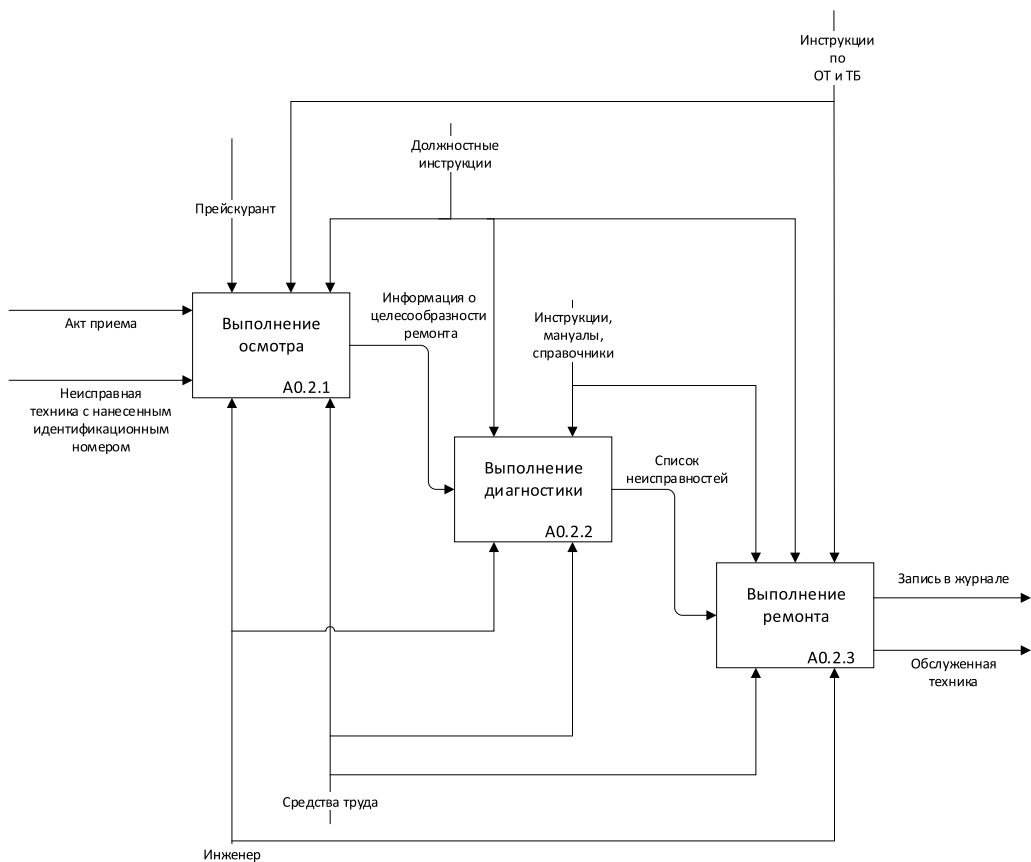 Инструкции
по
ОТ и ТБ
Должностные
инструкции
Прейскурант
Акт приема
Неисправная
техника с нанесенным
идентификационным
номером
Выполнение
осмотра
A0.2.1
Информация о
целесообразности
ремонта
Инструкции,
мануалы,
справочники
Выполнение
диагностики
A0.2.2
Список
неисправностей
Выполнение
ремонта
A0.2.3
Запись в журнале
Обслуженная
техника
Средства труда
Инженер